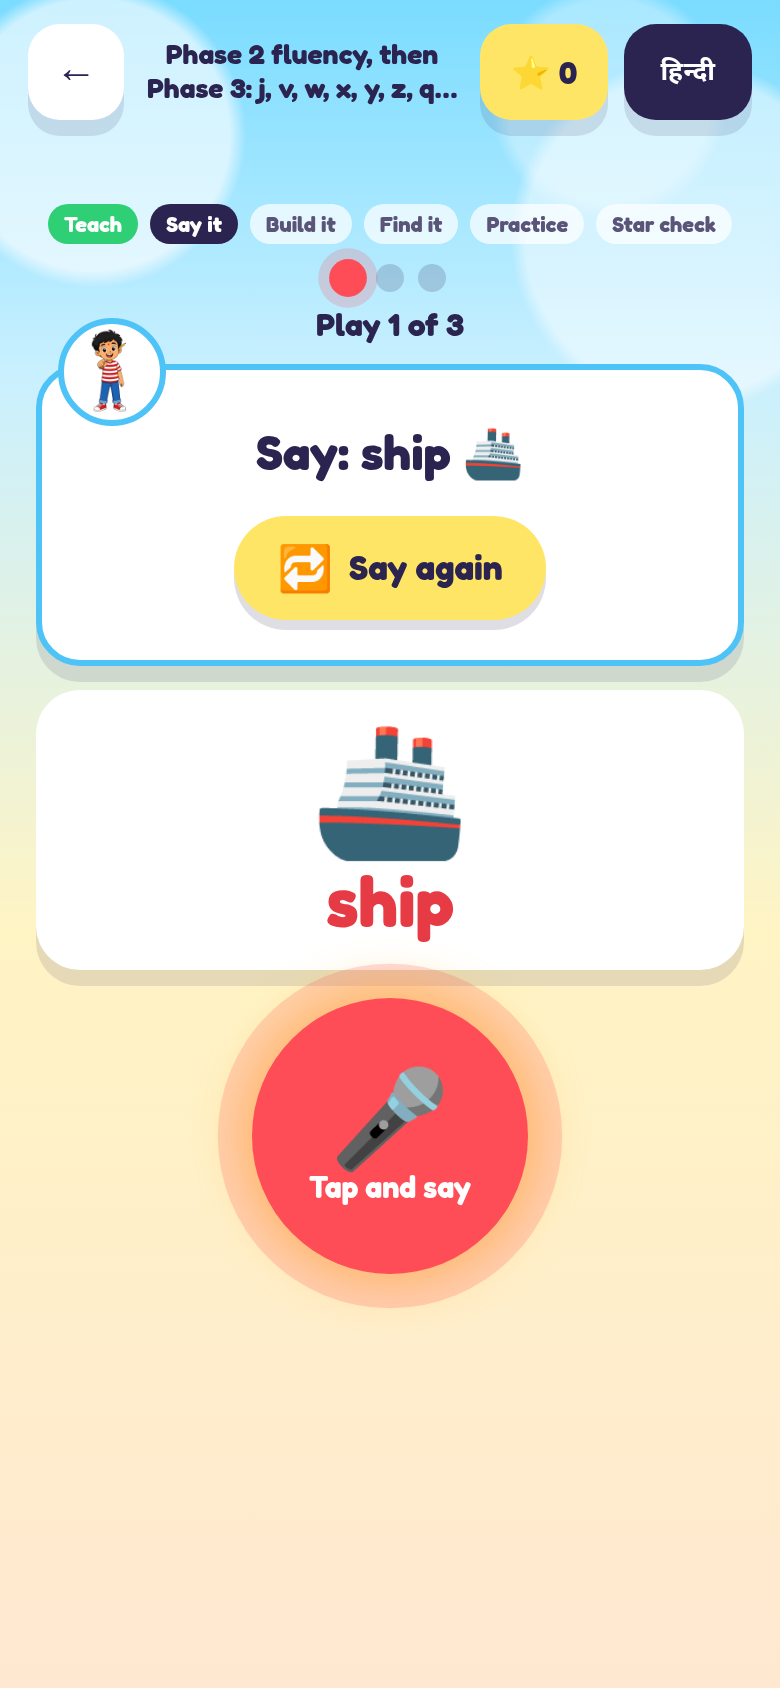 ←
Phase 2 fluency, then
Phase 3: j, v, w, x, y, z, q...
⭐ 0
हिन्दी
Teach
Say it
Build it
Find it
Practice
Star check
Play 1 of 3
Say: ship 🚢
🔁 Say again
ship
Tap and say